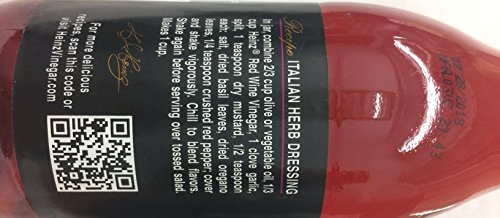 Recipe
ITALIAN HERB DRESSING
In jar combine 2/3 cup olive or vegetable oil, 1/3
cup Heinz® Red Wine Vinegar, 1 clove garlic,
split, 1 teaspoon dry mustard, 1/2 teaspoon
each: salt, dried basil leaves, dried oregano
leaves, 1/4 teaspoon crushed red pepper; cover
and shake vigorously. Chill to blend flavors.
Shake again before serving over tossed salad.
Makes 1 cup.
For more delicious
recipes, scan this code or
visit HeinzVinegar.com